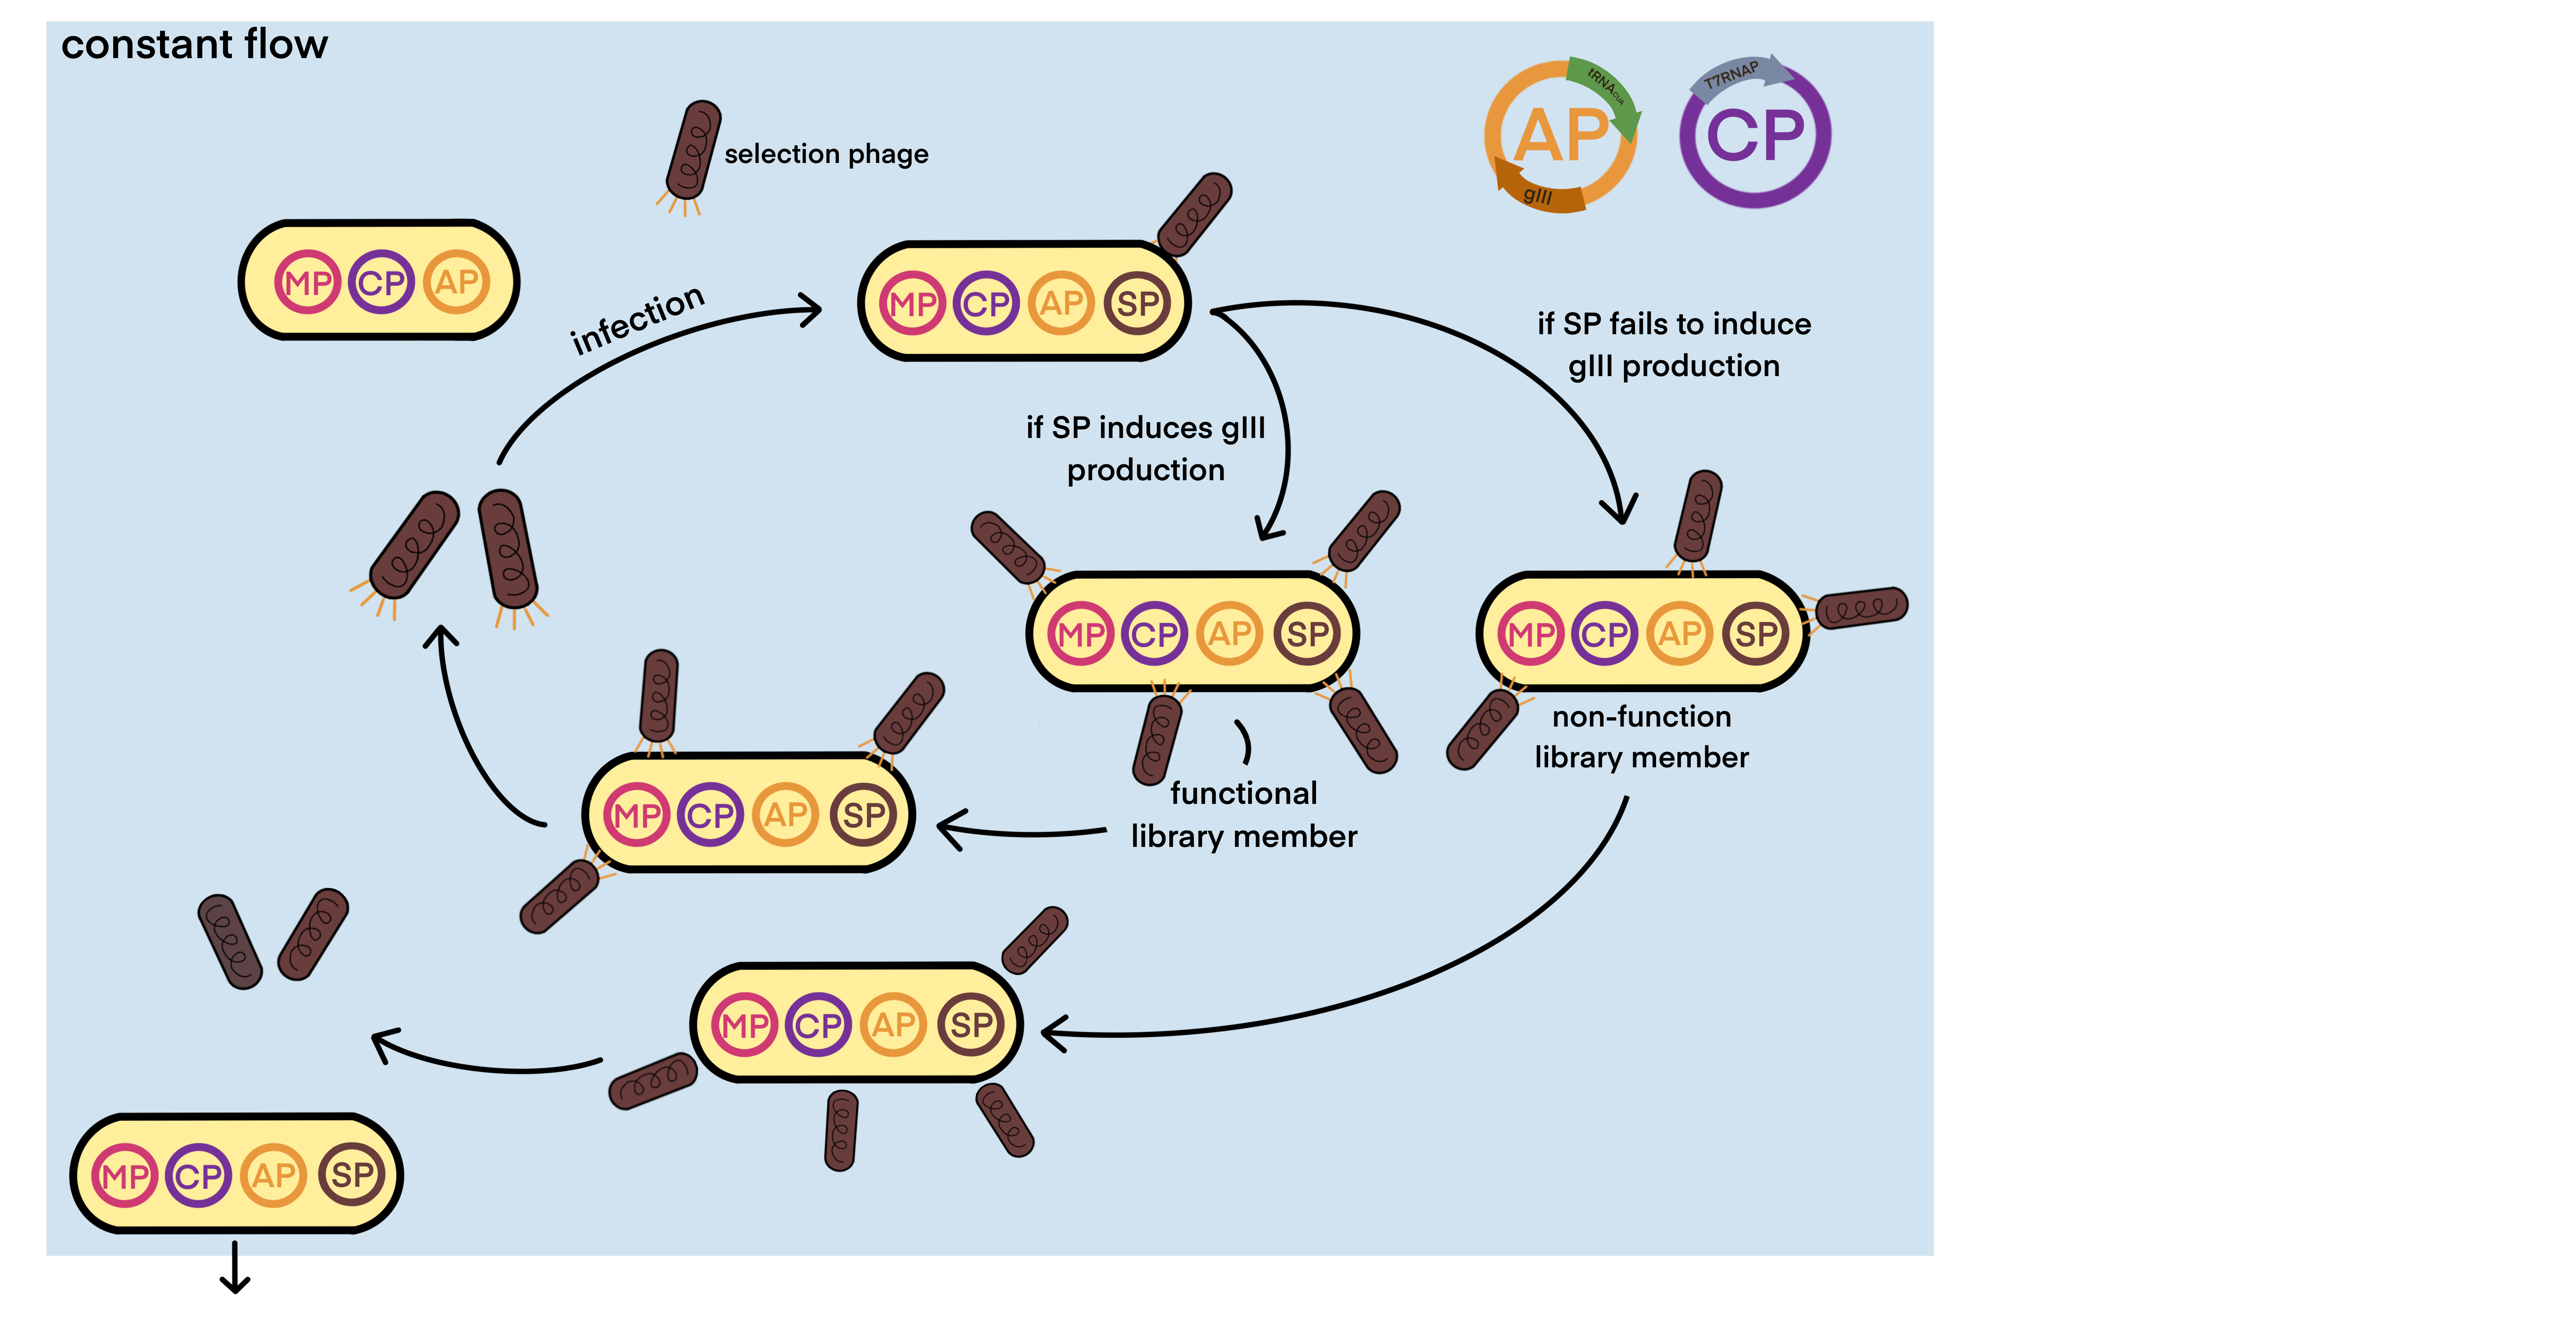 constant flow
selection phage
tRNACUA
AP
gIII
T7RNAP
CP
MP CP AP
infection
MP CP AP SP
if SP fails to induce
gIII production
if SP induces gIII
production
MP CP AP SP
MP CP AP SP
non-function
library member
functional
library member
MP CP AP SP
MP CP AP SP
MP CP AP SP